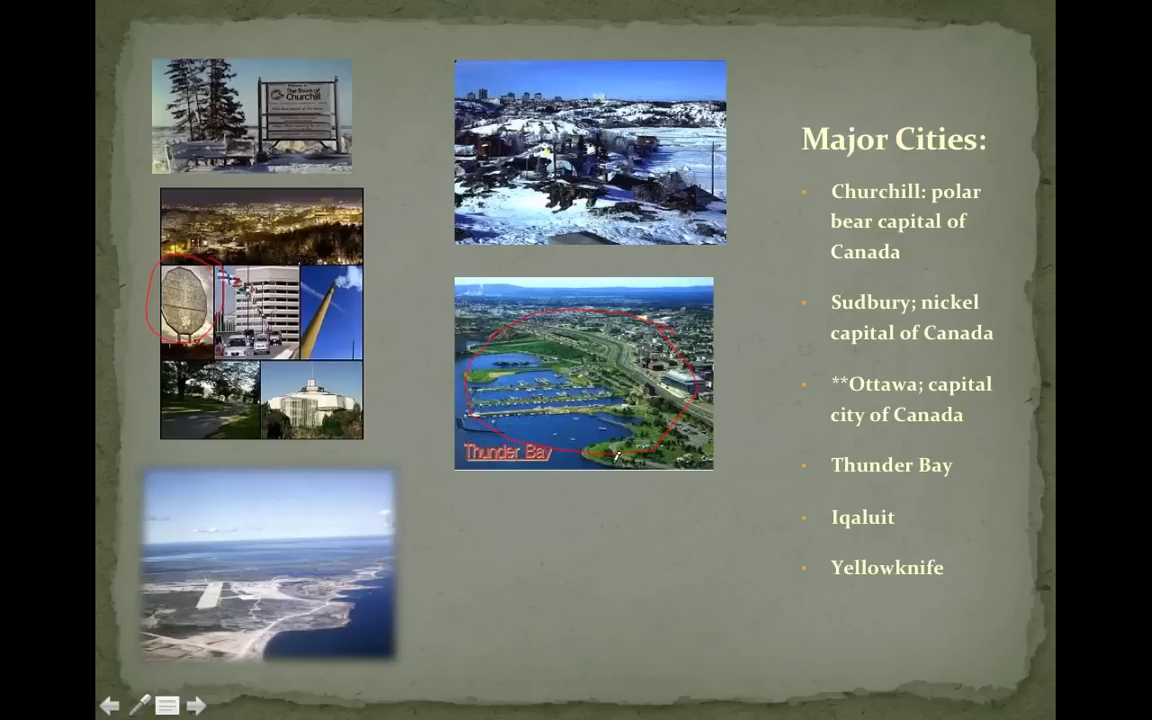 The Town of
Churchill
Thunder Bay
Major Cities:
Churchill: polar
bear capital of
Canada
Sudbury; nickel
capital of Canada
**Ottawa; capital
city of Canada
Thunder Bay
Iqaluit
Yellowknife